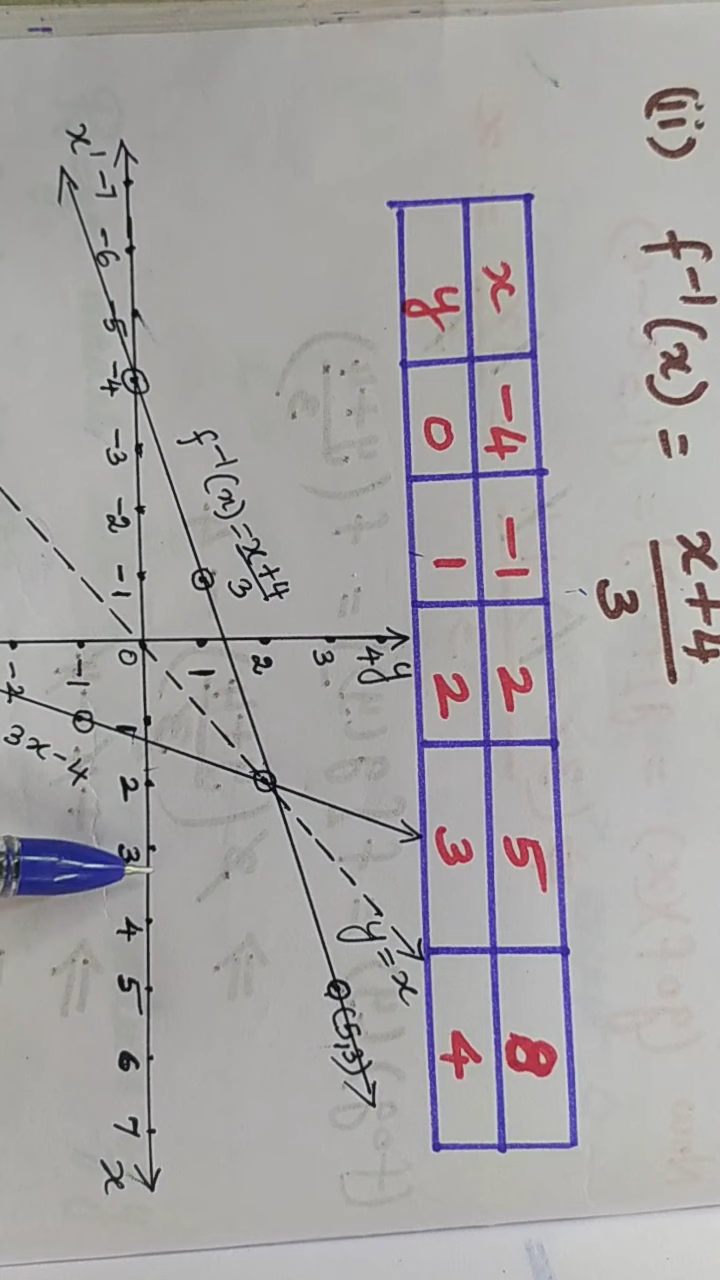 (ii) f⁻¹(x) = x+4/3
x -4 -1 2 5 8
y 0 1 2 3 4
y
4
3
2
1
f⁻¹(x)=x+4/3
y=x
(5,3)
x' -7 -6 -5 -4 -3 -2 -1 0 1 2 3 4 5 6 7 x
-1
-2
3x-4